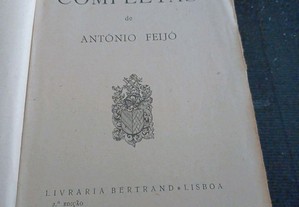 COMPLETAS
de
ANTÓNIO FEIJÓ
LIVRARIA BERTRAND • LISBOA
2.ª EDIÇÃO